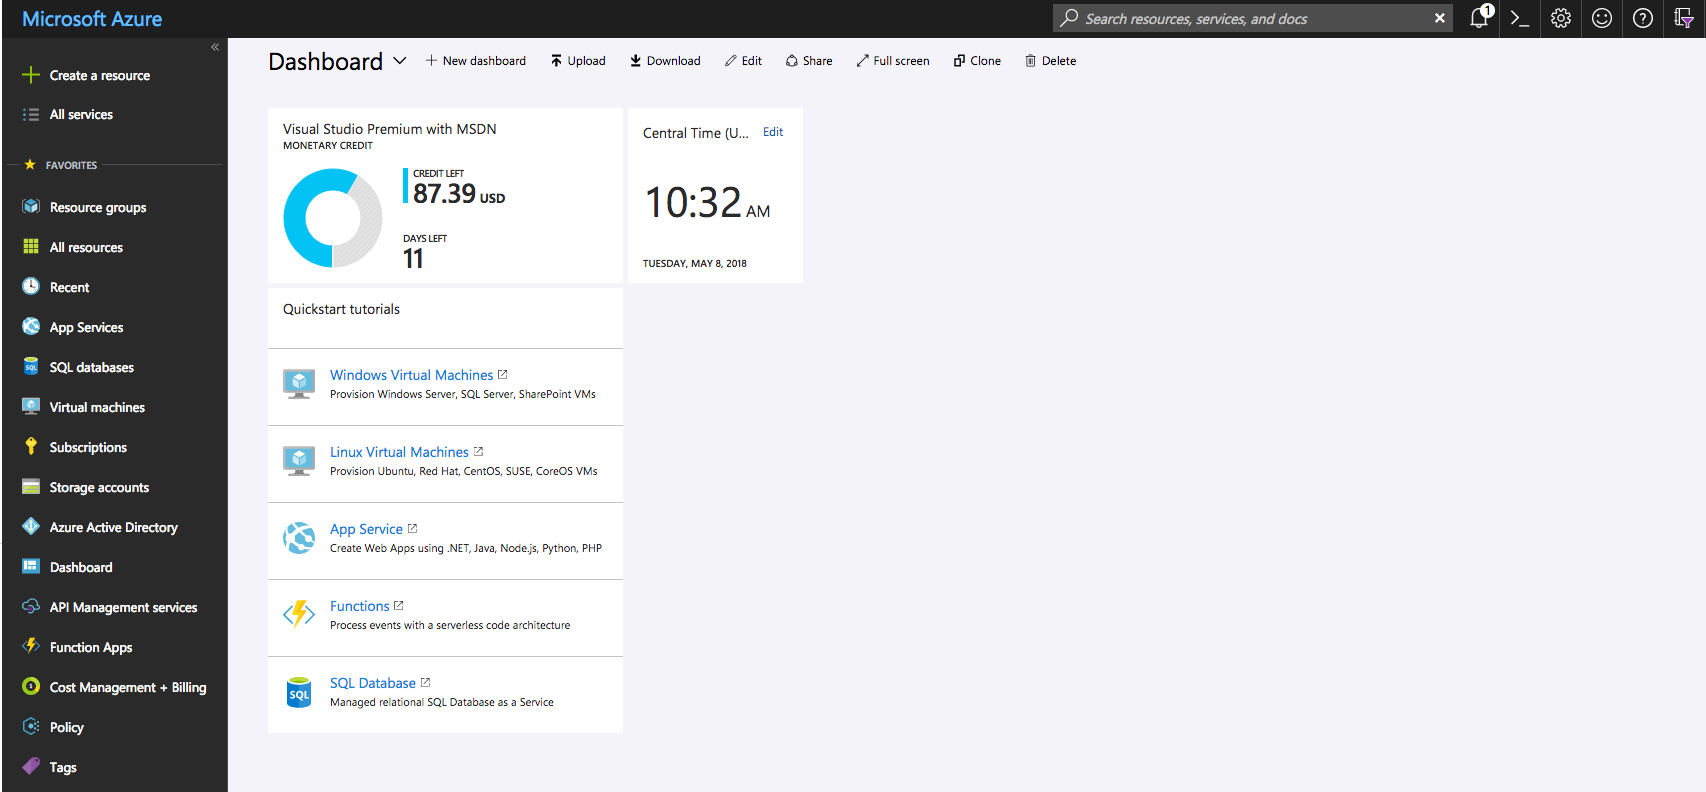 Microsoft Azure
Search resources, services, and docs
1
Create a resource
All services
FAVORITES
Resource groups
All resources
Recent
App Services
SQL databases
Virtual machines
Subscriptions
Storage accounts
Azure Active Directory
Dashboard
API Management services
Function Apps
Cost Management + Billing
Policy
Tags
Dashboard
New dashboard
Upload
Download
Edit
Share
Full screen
Clone
Delete
Visual Studio Premium with MSDN
MONETARY CREDIT
CREDIT LEFT
87.39 USD
DAYS LEFT
11
Central Time (U... Edit
10:32 AM
TUESDAY, MAY 8, 2018
Quickstart tutorials
Windows Virtual Machines
Provision Windows Server, SQL Server, SharePoint VMs
Linux Virtual Machines
Provision Ubuntu, Red Hat, CentOS, SUSE, CoreOS VMs
App Service
Create Web Apps using .NET, Java, Node.js, Python, PHP
Functions
Process events with a serverless code architecture
SQL
SQL Database
Managed relational SQL Database as a Service